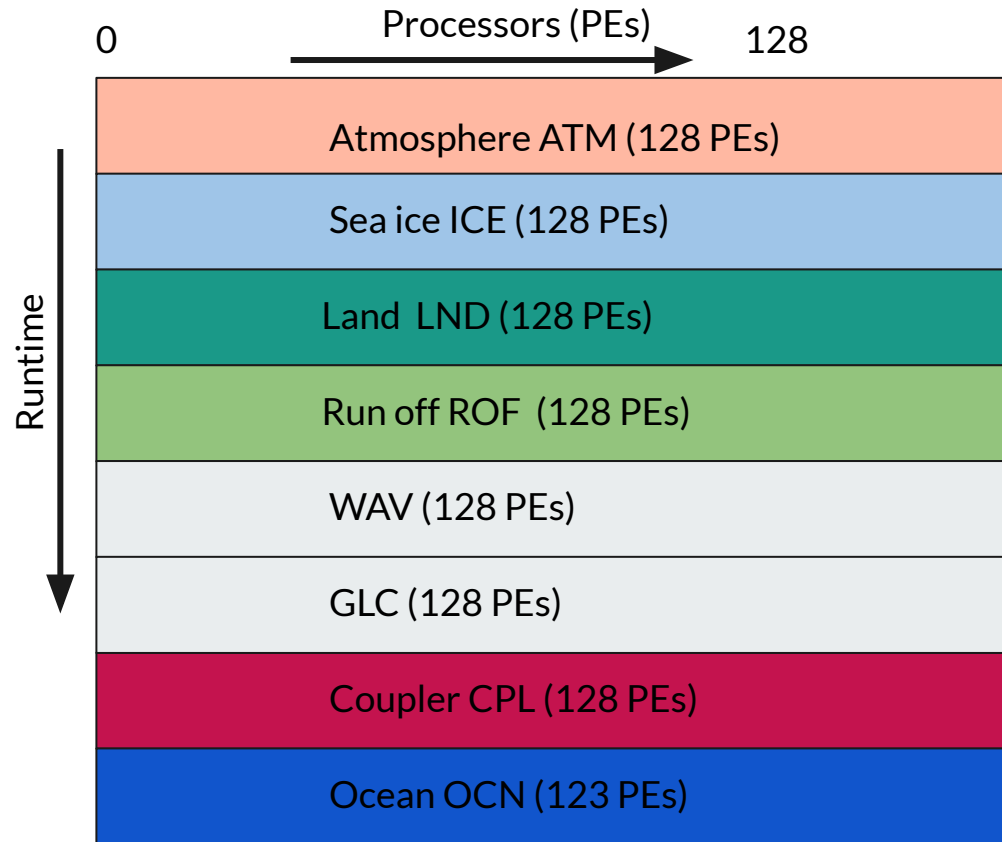 Processors (PEs)
0
128
Runtime
Atmosphere ATM (128 PEs)
Sea ice ICE (128 PEs)
Land LND (128 PEs)
Run off ROF (128 PEs)
WAV (128 PEs)
GLC (128 PEs)
Coupler CPL (128 PEs)
Ocean OCN (123 PEs)